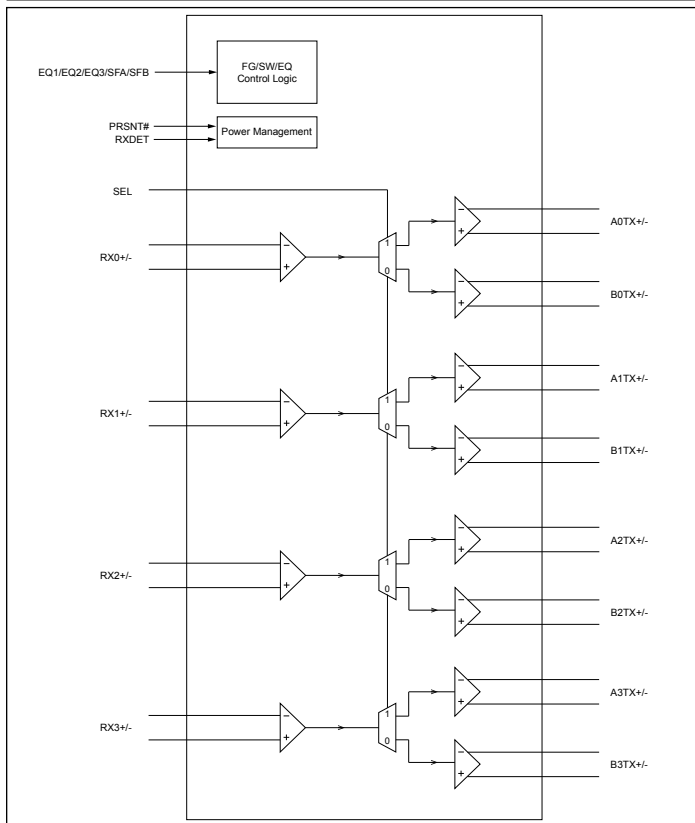 EQ1/EQ2/EQ3/SFA/SFB
FG/SW/EQ
Control Logic
PRSNT#
RXDET
Power Management
SEL
RX0+/-
−
+
1
0
−
+
A0TX+/-
−
+
B0TX+/-
RX1+/-
−
+
1
0
−
+
A1TX+/-
−
+
B1TX+/-
RX2+/-
−
+
1
0
−
+
A2TX+/-
−
+
B2TX+/-
RX3+/-
−
+
1
0
−
+
A3TX+/-
−
+
B3TX+/-